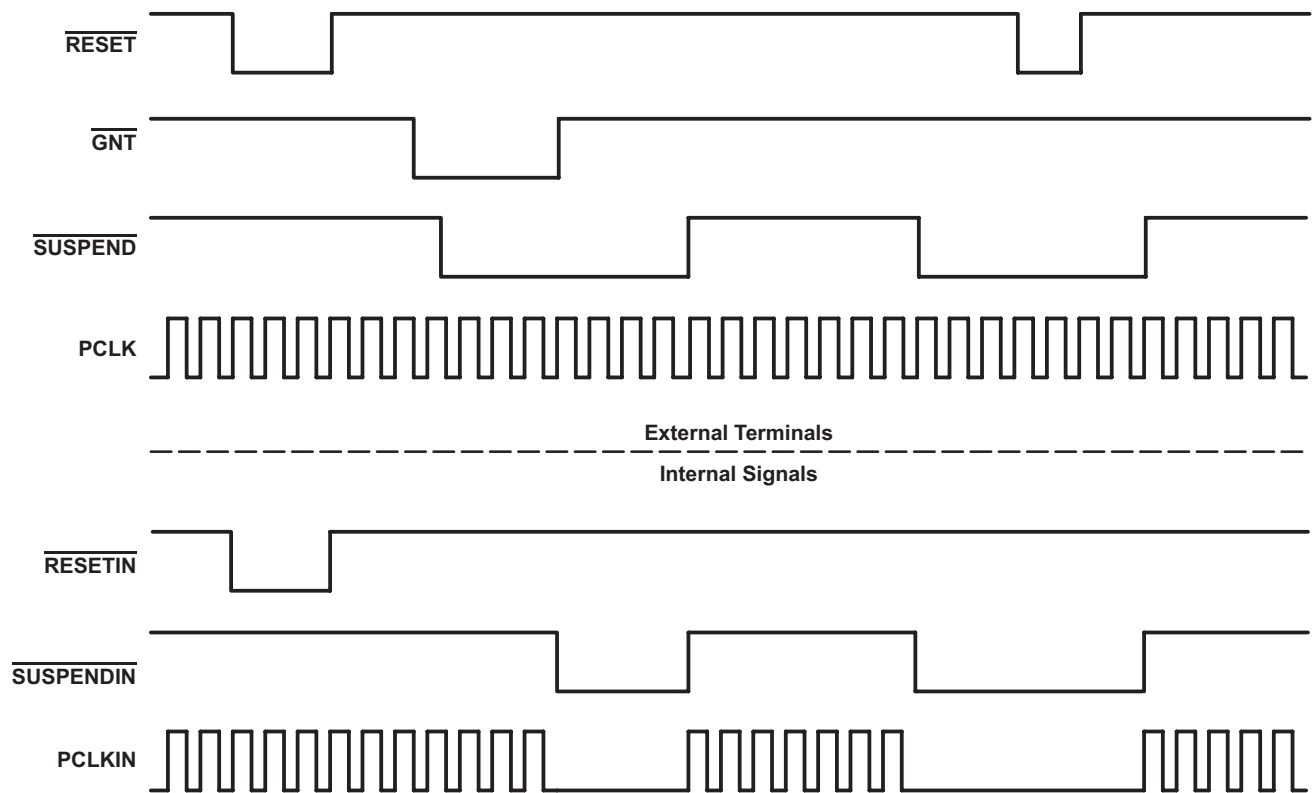 RESET
GNT
SUSPEND
PCLK
External Terminals
Internal Signals
RESETIN
SUSPENDIN
PCLKIN